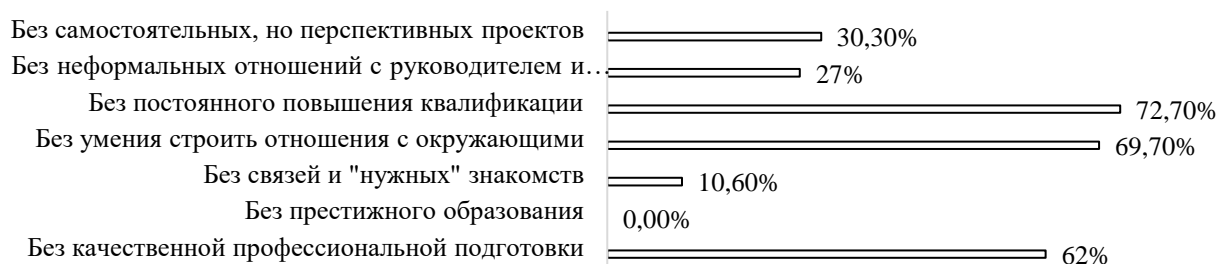 Без самостоятельных, но перспективных проектов 30,30%
Без неформальных отношений с руководителем и… 27%
Без постоянного повышения квалификации 72,70%
Без умения строить отношения с окружающими 69,70%
Без связей и "нужных" знакомств 10,60%
Без престижного образования 0,00%
Без качественной профессиональной подготовки 62%